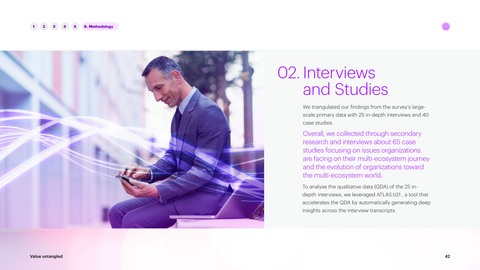 1 2 3 4 5 6. Methodology
02. Interviews
and Studies
We triangulated our findings from the survey's large-
scale primary data with 25 in-depth interviews and 40
case studies.
Overall, we collected through secondary
research and interviews about 65 case
studies focusing on issues organizations
are facing on their multi-ecosystem journey
and the evolution of organizations toward
the multi-ecosystem world.
To analyse the qualitative data (QDA) of the 25 in-
depth interviews, we leveraged ATLAS.ti21 , a tool that
accelerates the QDA by automatically generating deep
insights across the interview transcripts.
Value untangled
42